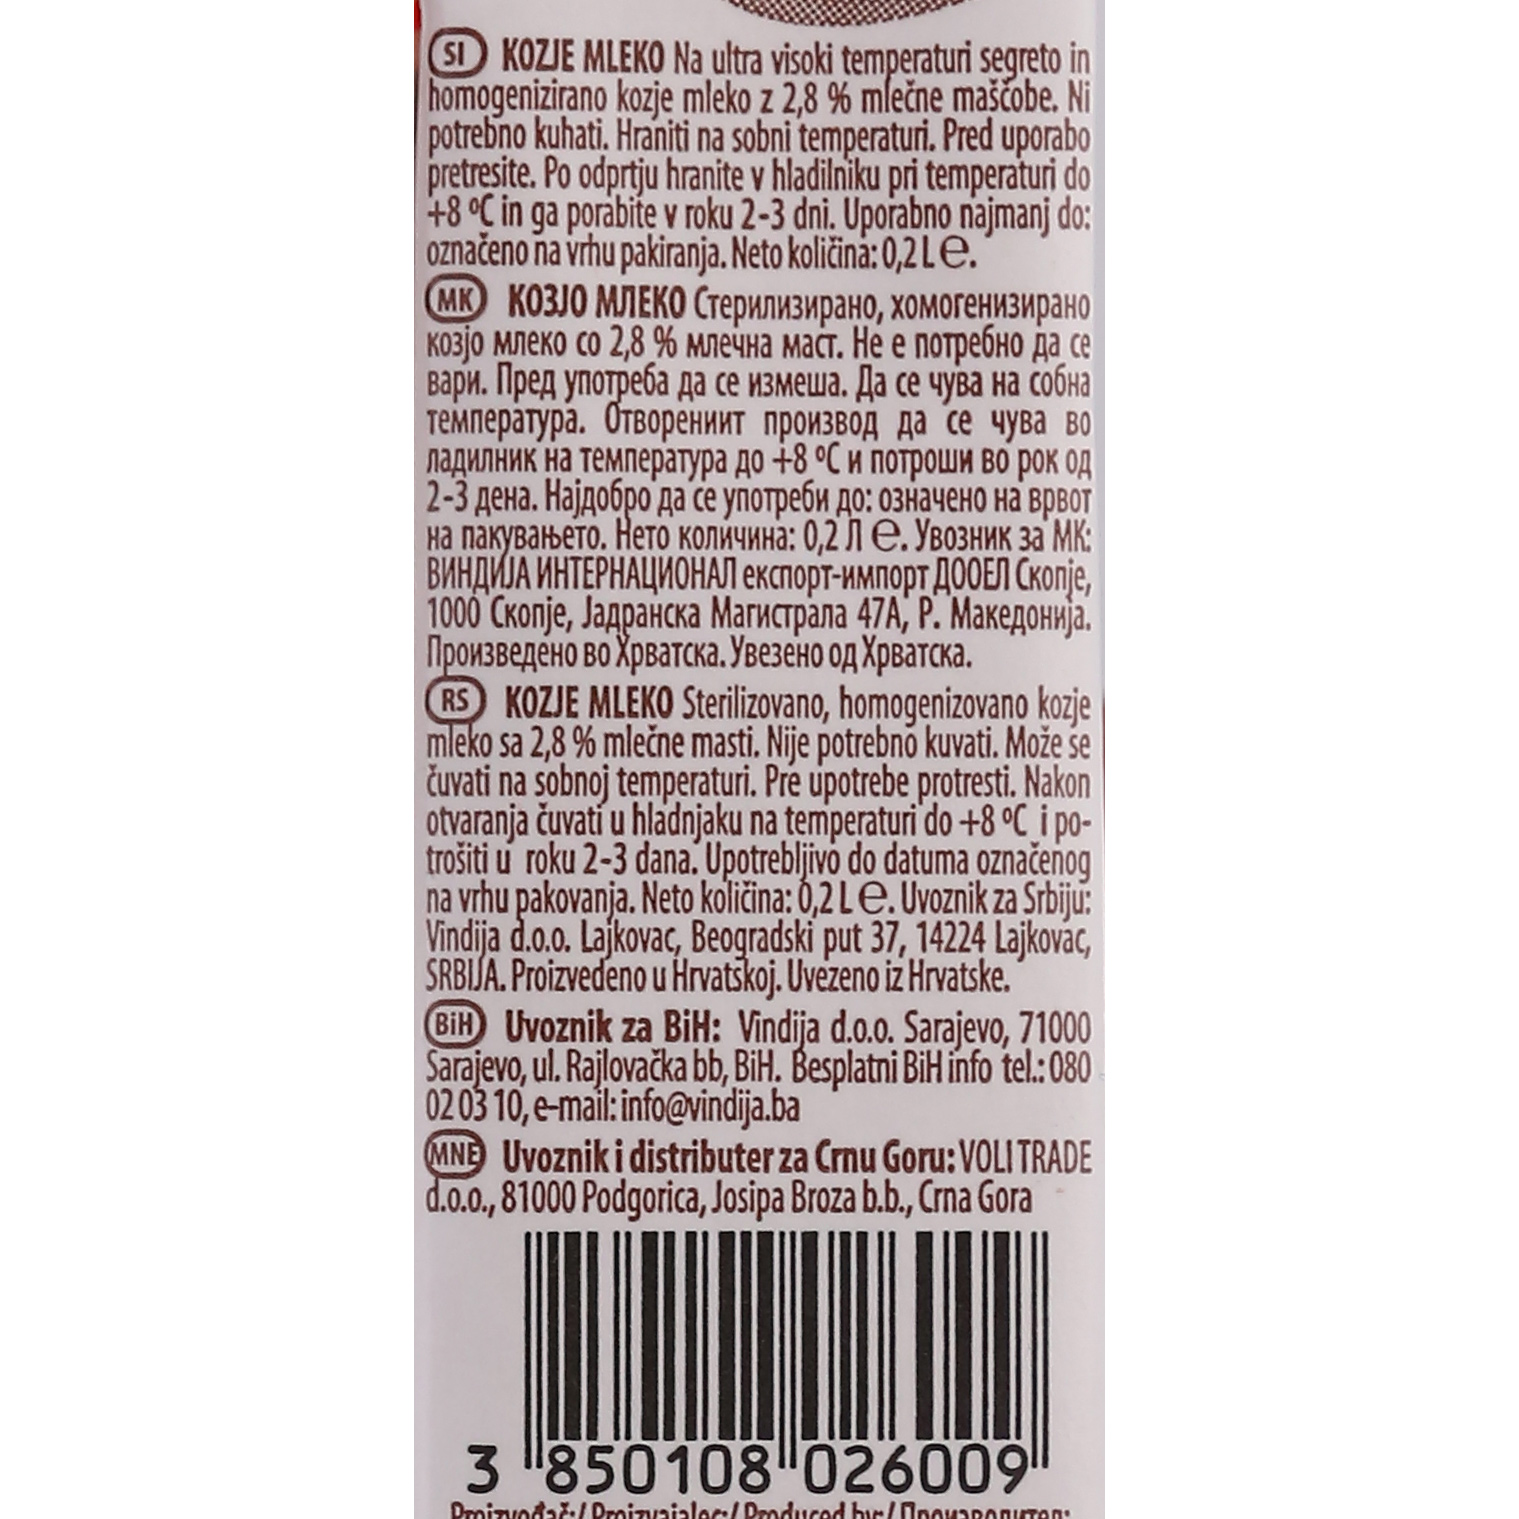 SI KOZJE MLEKO Na ultra visoki temperaturi segreto in
homogenizirano kozje mleko z 2,8 % mlečne maščobe. Ni
potrebno kuhati. Hraniti na sobni temperaturi. Pred uporabo
pretresite. Po odprtju hranite v hladilniku pri temperaturi do
+8 ºC in ga porabite v roku 2-3 dni. Uporabno najmanj do:
označeno na vrhu pakiranja. Neto količina: 0,2 L ℮.
MK КОЗЈО МЛЕКО Стерилизирано, хомогенизирано
козјо млеко со 2,8 % млечна маст. Не е потребно да се
вари. Пред употреба да се измеша. Да се чува на собна
температура. Отворениит производ да се чува во
ладилник на температура до +8 ºC и потроши во рок од
2-3 дена. Најдобро да се употреби до: означено на врвот
на пакувањето. Нето количина: 0,2 Л ℮. Увозник за МК:
ВИНДИЈА ИНТЕРНАЦИОНАЛ експорт-импорт ДООЕЛ Скопје,
1000 Скопје, Јадранска Магистрала 47А, Р. Македонија.
Произведено во Хрватска. Увезено од Хрватска.
RS KOZJE MLEKO Sterilizovano, homogenizovano kozje
mleko sa 2,8 % mlečne masti. Nije potrebno kuvati. Može se
čuvati na sobnoj temperaturi. Pre upotrebe protresti. Nakon
otvaranja čuvati u hladnjaku na temperaturi do +8 ºC i po-
trošiti u roku 2-3 dana. Upotrebljivo do datuma označenog
na vrhu pakovanja. Neto količina: 0,2 L ℮. Uvoznik za Srbiju:
Vindija d.o.o. Lajkovac, Beogradski put 37, 14224 Lajkovac,
SRBIJA. Proizvedeno u Hrvatskoj. Uvezeno iz Hrvatske.
BiH Uvoznik za BiH: Vindija d.o.o. Sarajevo, 71000
Sarajevo, ul. Rajlovačka bb, BiH. Besplatni BiH info tel.: 080
02 03 10, e-mail: info@vindija.ba
MNE Uvoznik i distributer za Crnu Goru: VOLI TRADE
d.o.o., 81000 Podgorica, Josipa Broza b.b., Crna Gora
3 850108 026009
Proizvođač:/ Proizvajalec:/ Produced by:/ Производител: